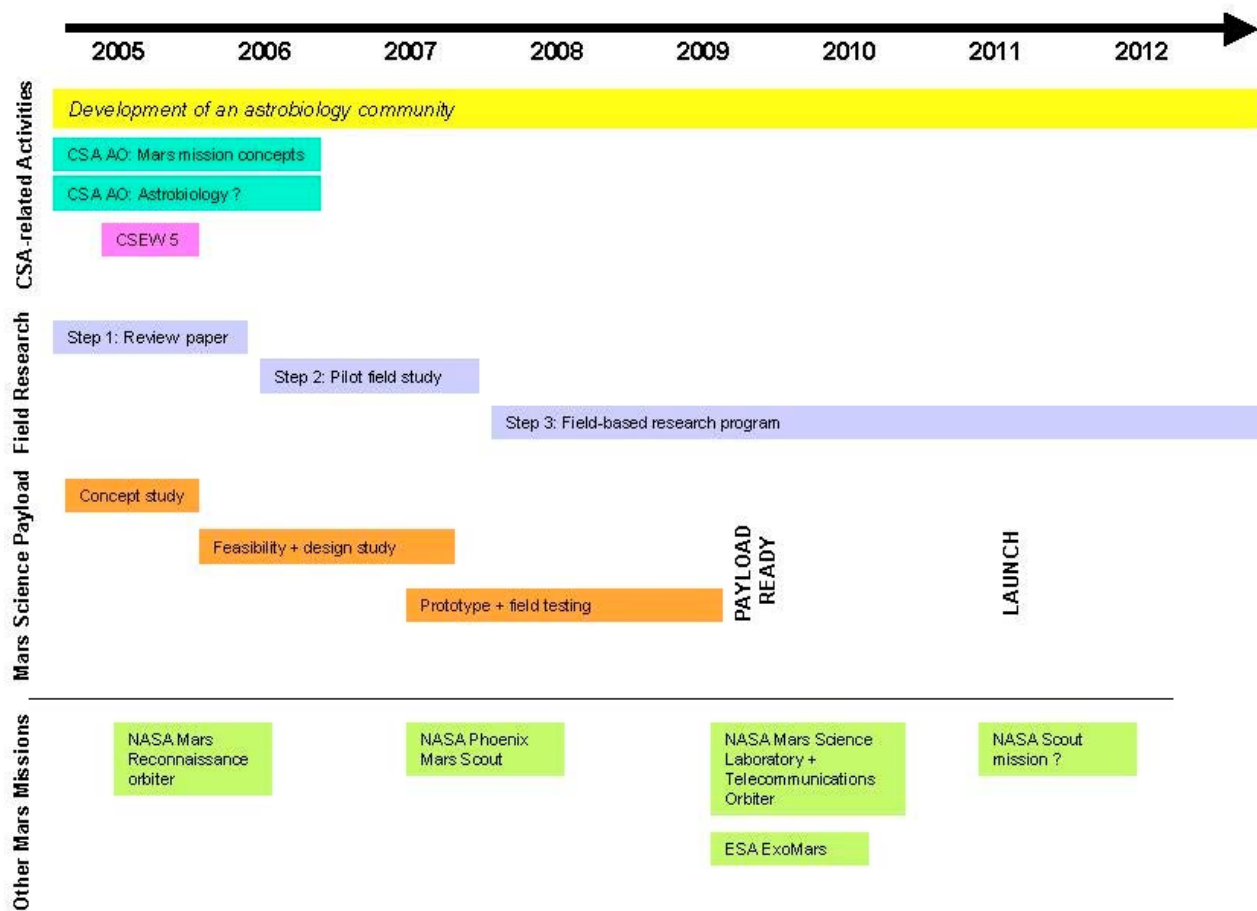 2005 2006 2007 2008 2009 2010 2011 2012
CSA-related Activities
Development of an astrobiology community
CSA AO: Mars mission concepts
CSA AO: Astrobiology ?
CSEW 5
Field Research
Step 1: Review paper
Step 2: Pilot field study
Step 3: Field-based research program
Mars Science Payload
Concept study
Feasibility + design study
Prototype + field testing
PAYLOAD
READY
LAUNCH
Other Mars Missions
NASA Mars
Reconnaissance
orbiter
NASA Phoenix
Mars Scout
NASA Mars Science
Laboratory +
Telecommunications
Orbiter
ESA ExoMars
NASA Scout
mission ?